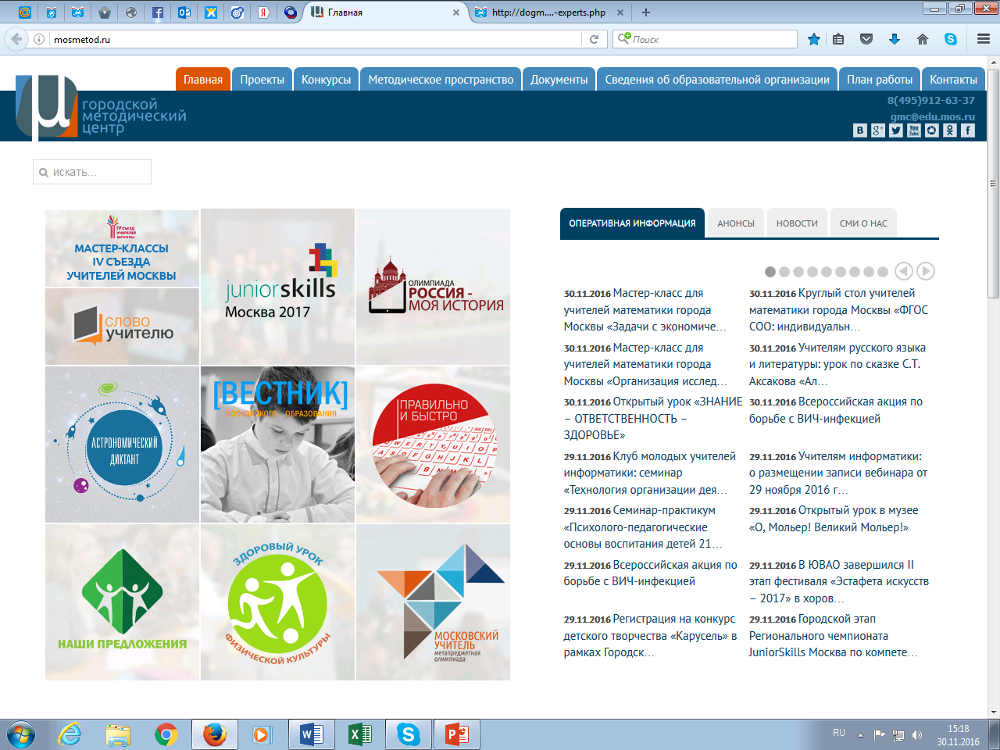 Главная
http://dogm....-experts.php
mosmetod.ru
Поиск
Главная
Проекты
Конкурсы
Методическое пространство
Документы
Сведения об образовательной организации
План работы
Контакты
городской
методический
центр
8(495)912-63-37
gmc@edu.mos.ru
искать...
IV СЪЕЗД
УЧИТЕЛЕЙ
МОСКВЫ
МАСТЕР-КЛАССЫ
IV СЪЕЗДА
УЧИТЕЛЕЙ МОСКВЫ
СЛОВО
УЧИТЕЛЮ
juniorskills
Москва 2017
ОЛИМПИАДА
РОССИЯ -
МОЯ ИСТОРИЯ
АСТРОНОМИЧЕСКИЙ
ДИКТАНТ
[ВЕСТНИК]
МОСКОВСКОГО ОБРАЗОВАНИЯ
ПРАВИЛЬНО
И БЫСТРО
НАШИ ПРЕДЛОЖЕНИЯ
ЗДОРОВЫЙ УРОК
ФИЗИЧЕСКОЙ КУЛЬТУРЫ
МОСКОВСКИЙ
УЧИТЕЛЬ
метапредметная
олимпиада
ОПЕРАТИВНАЯ ИНФОРМАЦИЯ
АНОНСЫ
НОВОСТИ
СМИ О НАС
30.11.2016 Мастер-класс для
учителей математики города
Москвы «Задачи с экономиче...
30.11.2016 Круглый стол учителей
математики города Москвы «ФГОС
СОО: индивидуальн...
30.11.2016 Мастер-класс для
учителей математики города
Москвы «Организация исслед...
30.11.2016 Учителям русского языка
и литературы: урок по сказке С.Т.
Аксакова «Ал...
30.11.2016 Открытый урок «ЗНАНИЕ
– ОТВЕТСТВЕННОСТЬ –
ЗДОРОВЬЕ»
30.11.2016 Всероссийская акция по
борьбе с ВИЧ-инфекцией
29.11.2016 Клуб молодых учителей
информатики: семинар
«Технология организации дея...
29.11.2016 Учителям информатики:
о размещении записи вебинара от
29 ноября 2016 г...
29.11.2016 Семинар-практикум
«Психолого-педагогические
основы воспитания детей 21...
29.11.2016 Открытый урок в музее
«О, Мольер! Великий Мольер!»
29.11.2016 Всероссийская акция по
борьбе с ВИЧ-инфекцией
29.11.2016 В ЮВАО завершился II
этап фестиваля «Эстафета искусств
– 2017» в хоров...
29.11.2016 Регистрация на конкурс
детского творчества «Карусель» в
рамках Городск...
29.11.2016 Городской этап
Регионального чемпионата
JuniorSkills Москва по компете...
RU
15:18
30.11.2016